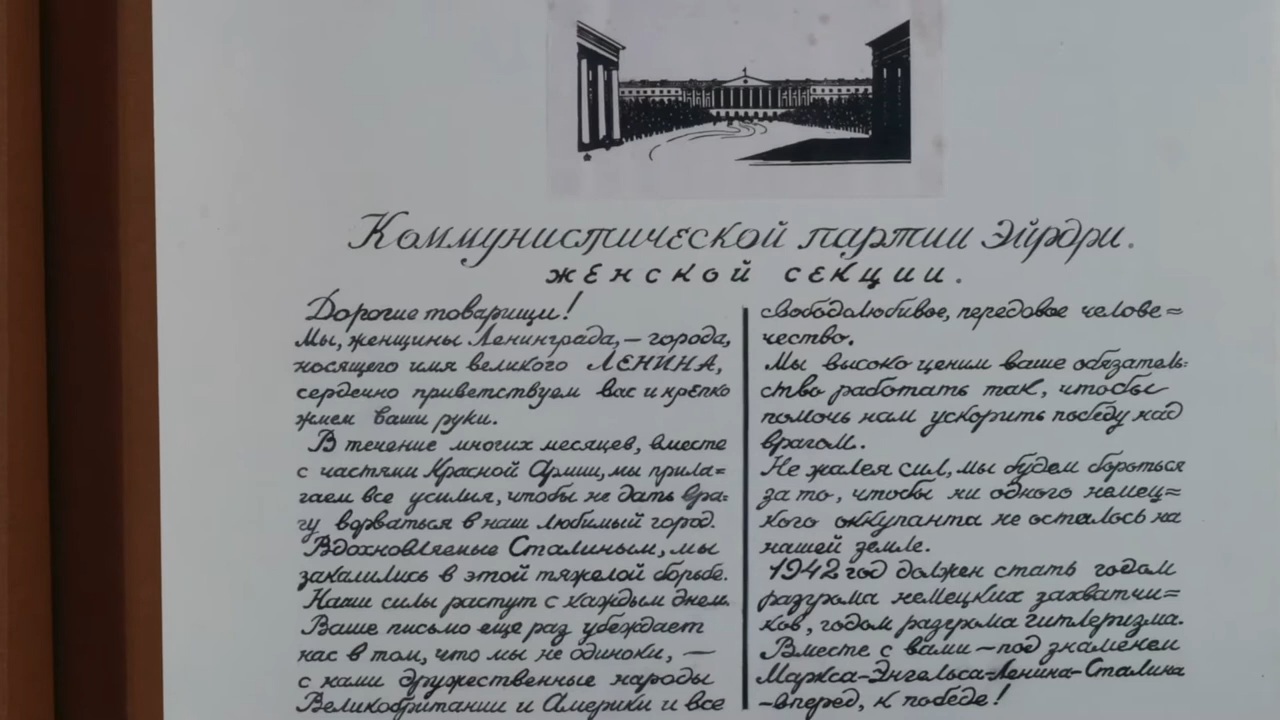 Коммунистической партии Эйрдри.
женской секции.
Дорогие товарищи!
Мы, женщины Ленинграда, — города,
носящего имя великого ЛЕНИНА,
сердечно приветствуем вас и крепко
жмем ваши руки.
В течение многих месяцев, вместе
с частями Красной Армии, мы прила=
гаем все усилия, чтобы не дать вра=
гу ворваться в наш любимый город.
Вдохновляемые Сталиным, мы
закалились в этой тяжелой борьбе.
Наши силы растут с каждым днем.
Ваше письмо еще раз убеждает
нас в том, что мы не одиноки, —
с нами дружественные народы
Великобритании и Америки и все
свободолюбивое, передовое челове=
чество.
Мы высоко ценим ваше обязатель=
ство работать так, чтобы
помочь нам ускорить победу над
врагом.
Не жалея сил, мы будем бороться
за то, чтобы ни одного немец=
кого оккупанта не осталось на
нашей земле.
1942 год должен стать годом
разгрома немецких захватчи=
ков, годом разгрома гитлеризма.
Вместе с вами — под знаменем
Маркса-Энгельса-Ленина-Сталина
— вперед, к победе!